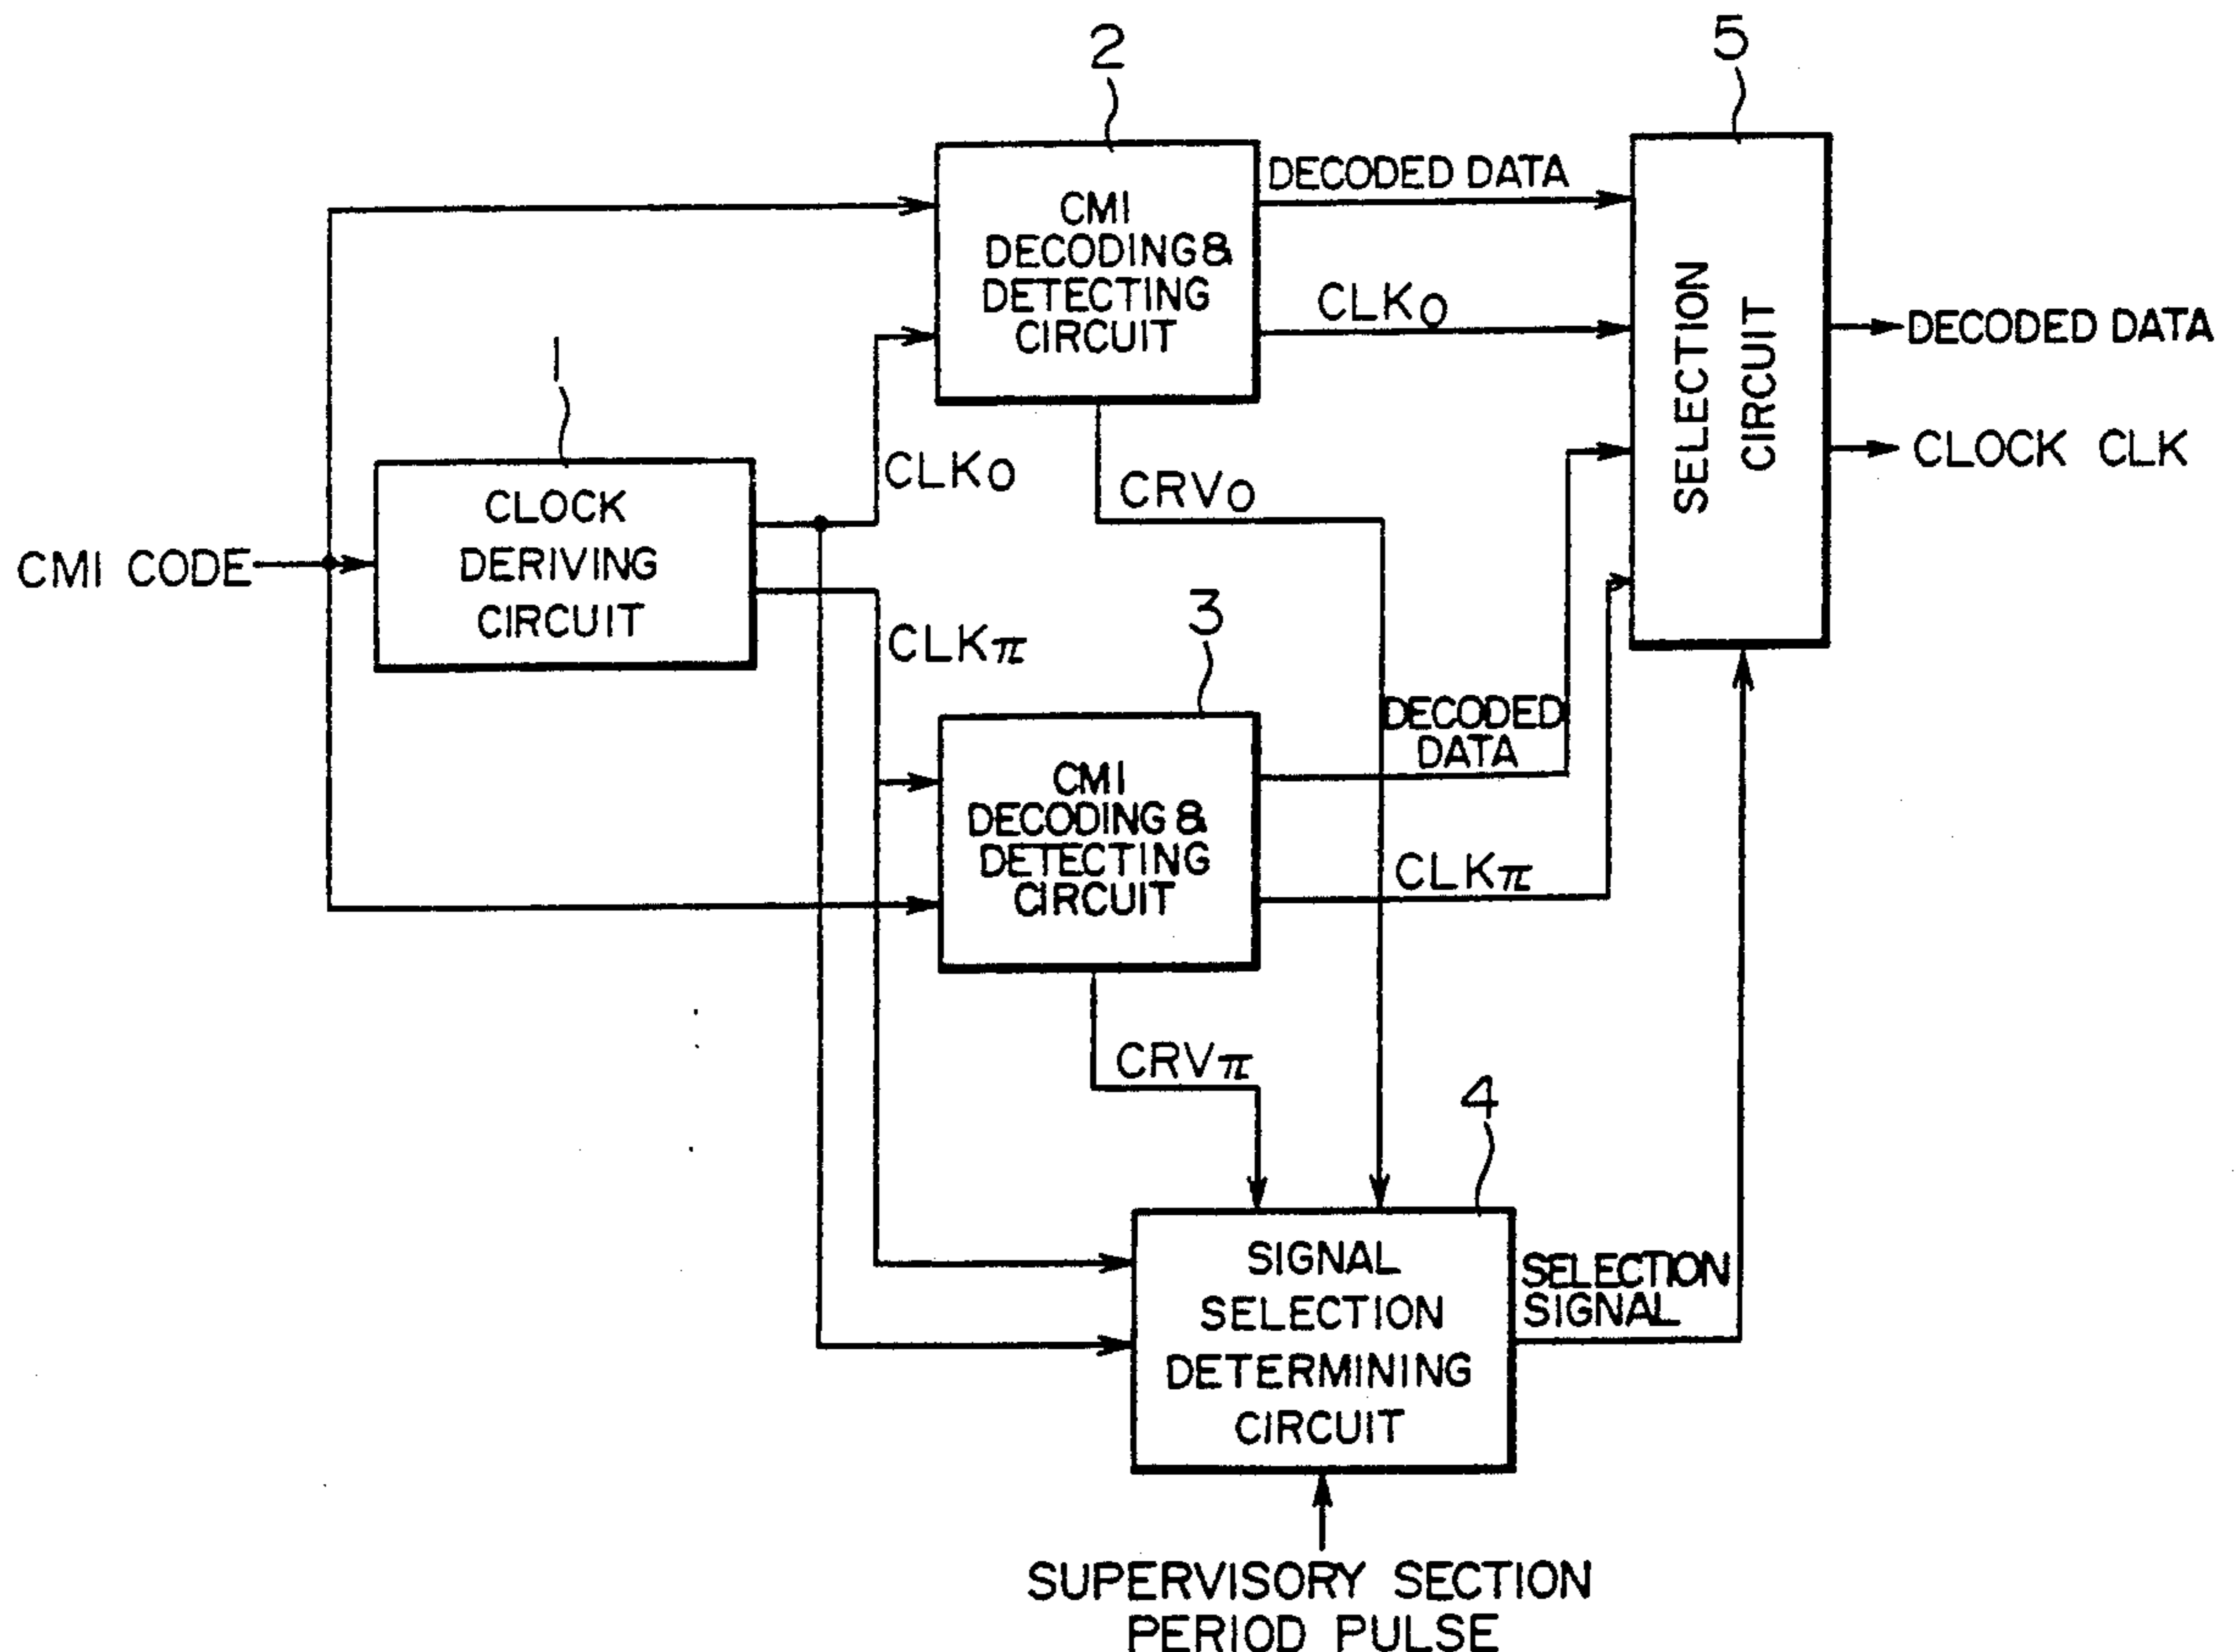 2
5
DECODED DATA
CMI
DECODING &
DETECTING
CIRCUIT
CLK0
SELECTION
CIRCUIT
DECODED DATA
CLOCK CLK
1
CLK0
CRV0
CLOCK
DERIVING
CIRCUIT
CMI CODE
CLKπ
3
DECODED
DATA
CMI
DECODING &
DETECTING
CIRCUIT
CLKπ
CRVπ
4
SIGNAL
SELECTION
DETERMINING
CIRCUIT
SELECTION
SIGNAL
SUPERVISORY SECTION
PERIOD PULSE